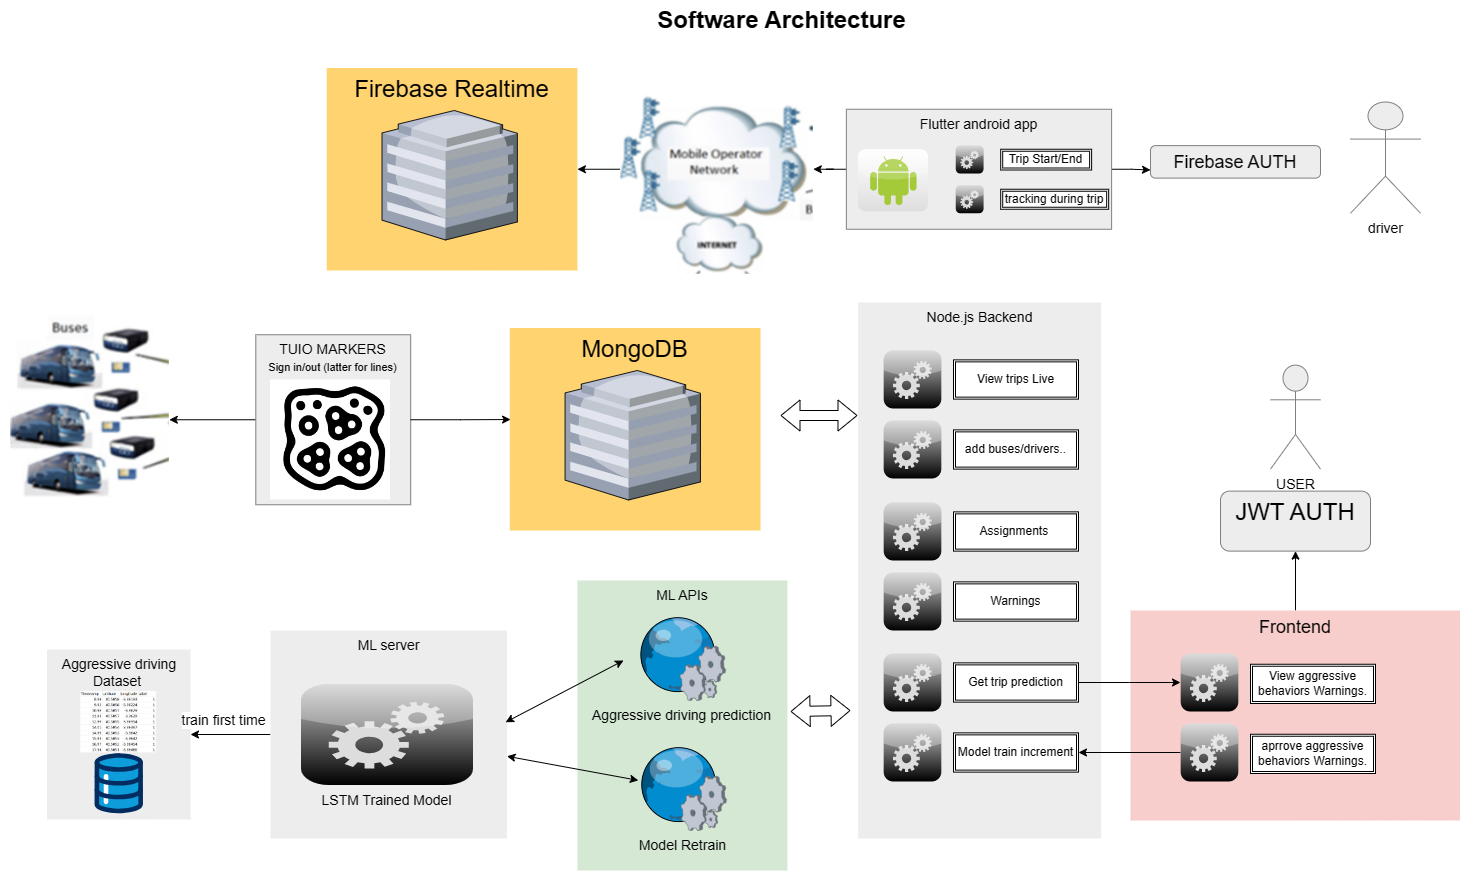 Software Architecture
Firebase Realtime
Mobile Operator
Network
B
INTERNET
Flutter android app
Trip Start/End
tracking during trip
Firebase AUTH
driver
Buses
TUIO MARKERS
Sign in/out (latter for lines)
MongoDB
Node.js Backend
View trips Live
add buses/drivers..
Assignments
Warnings
Get trip prediction
Model train increment
USER
JWT AUTH
Frontend
View aggressive
behaviors Warnings.
aprrove aggressive
behaviors Warnings.
ML APIs
Aggressive driving prediction
Model Retrain
ML server
LSTM Trained Model
train first time
Aggressive driving
Dataset